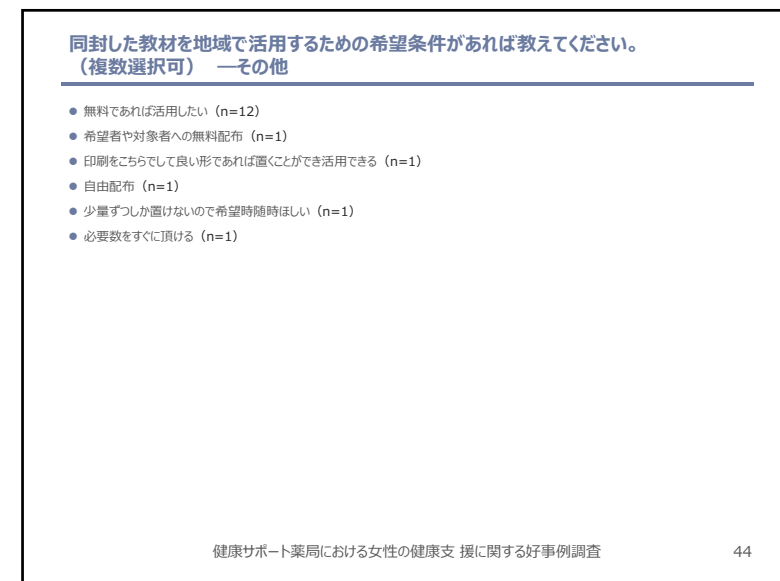 同封した教材を地域で活用するための希望条件があれば教えてください。
（複数選択可） ―その他
● 無料であれば活用したい（n=12）
● 希望者や対象者への無料配布（n=1）
● 印刷をこちらでして良い形であれば置くことができ活用できる（n=1）
● 自由配布（n=1）
● 少量ずつしか置けないので希望時随時ほしい（n=1）
● 必要数をすぐに頂ける（n=1）
健康サポート薬局における女性の健康支 援に関する好事例調査 44